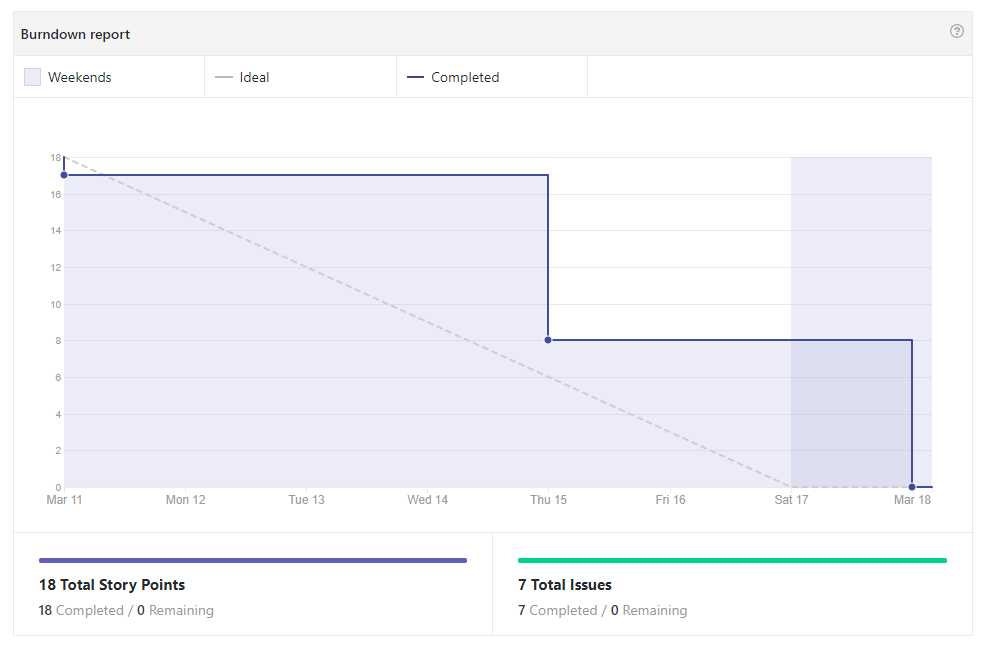 Burndown report
?
Weekends
Ideal
Completed
18
16
14
12
10
8
6
4
2
0
Mar 11 Mon 12 Tue 13 Wed 14 Thu 15 Fri 16 Sat 17 Mar 18
18 Total Story Points
18 Completed / 0 Remaining
7 Total Issues
7 Completed / 0 Remaining